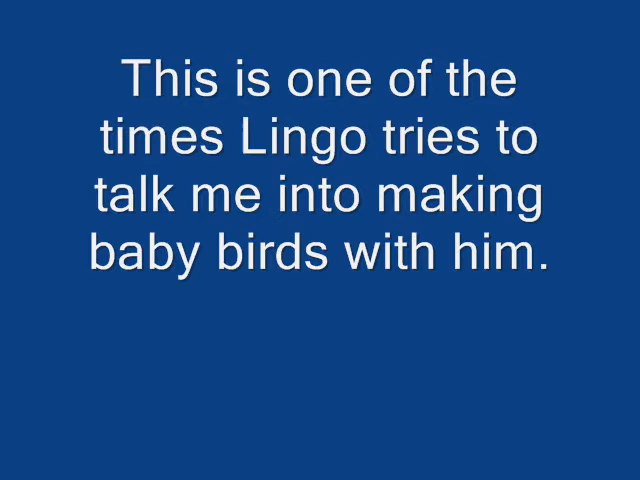 This is one of the
times Lingo tries to
talk me into making
baby birds with him.